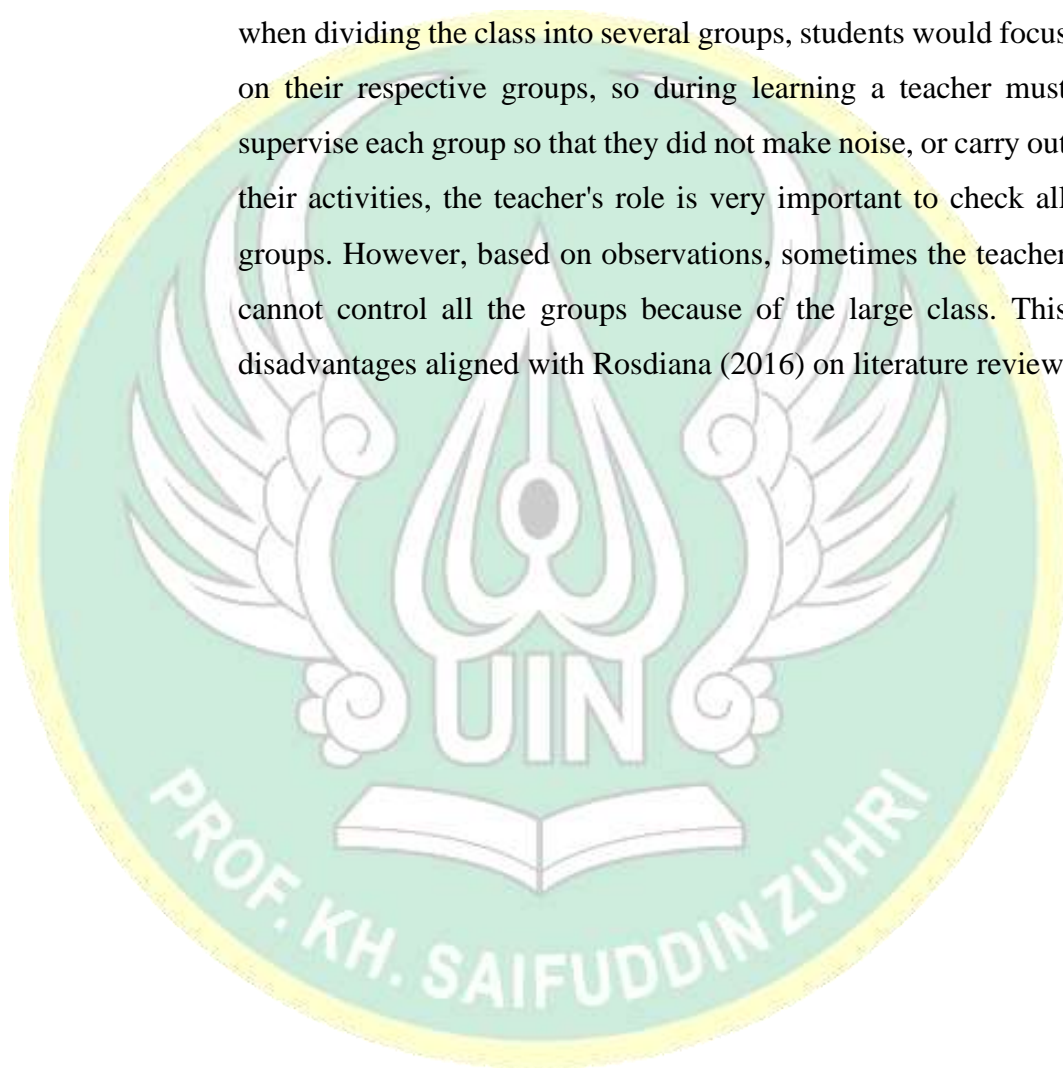 when dividing the class into several groups, students would focus
on their respective groups, so during learning a teacher must
supervise each group so that they did not make noise, or carry out
their activities, the teacher's role is very important to check all
groups. However, based on observations, sometimes the teacher
cannot control all the groups because of the large class. This
disadvantages aligned with Rosdiana (2016) on literature review
UIN
PROF. KH. SAIFUDDIN ZUHRI